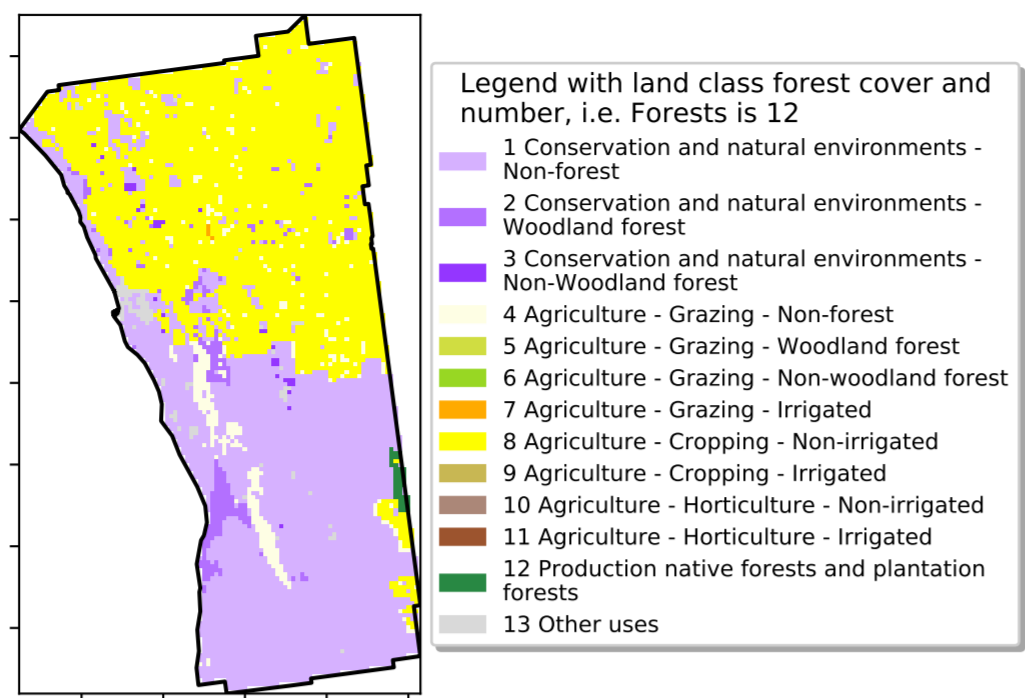 Legend with land class forest cover and
number, i.e. Forests is 12
1 Conservation and natural environments -
Non-forest
2 Conservation and natural environments -
Woodland forest
3 Conservation and natural environments -
Non-Woodland forest
4 Agriculture - Grazing - Non-forest
5 Agriculture - Grazing - Woodland forest
6 Agriculture - Grazing - Non-woodland forest
7 Agriculture - Grazing - Irrigated
8 Agriculture - Cropping - Non-irrigated
9 Agriculture - Cropping - Irrigated
10 Agriculture - Horticulture - Non-irrigated
11 Agriculture - Horticulture - Irrigated
12 Production native forests and plantation
forests
13 Other uses